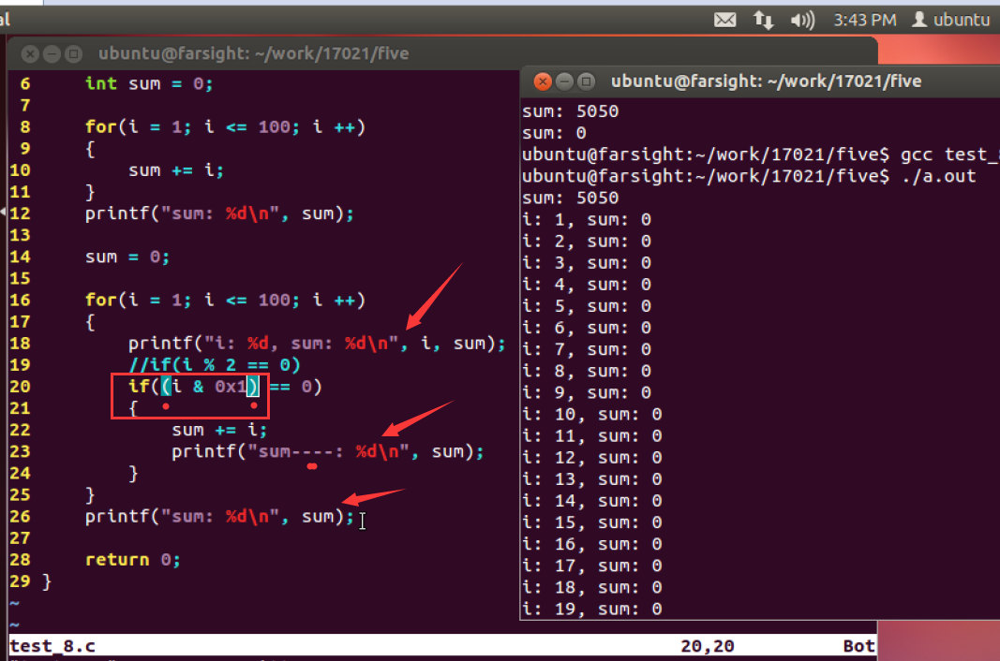 al
3:43 PM ubuntu
ubuntu@farsight: ~/work/17021/five
6 int sum = 0;
7
8 for(i = 1; i <= 100; i ++)
9 {
10 sum += i;
11 }
12 printf("sum: %d\n", sum);
13
14 sum = 0;
15
16 for(i = 1; i <= 100; i ++)
17 {
18 printf("i: %d, sum: %d\n", i, sum);
19 //if(i % 2 == 0)
20 if((i & 0x1) == 0)
21 {
22 sum += i;
23 printf("sum----: %d\n", sum);
24 }
25 }
26 printf("sum: %d\n", sum);
27
28 return 0;
29 }
~
~
test_8.c 20,20 Bot
ubuntu@farsight: ~/work/17021/five
sum: 5050
sum: 0
ubuntu@farsight:~/work/17021/five$ gcc test_8
ubuntu@farsight:~/work/17021/five$ ./a.out
sum: 5050
i: 1, sum: 0
i: 2, sum: 0
i: 3, sum: 0
i: 4, sum: 0
i: 5, sum: 0
i: 6, sum: 0
i: 7, sum: 0
i: 8, sum: 0
i: 9, sum: 0
i: 10, sum: 0
i: 11, sum: 0
i: 12, sum: 0
i: 13, sum: 0
i: 14, sum: 0
i: 15, sum: 0
i: 16, sum: 0
i: 17, sum: 0
i: 18, sum: 0
i: 19, sum: 0